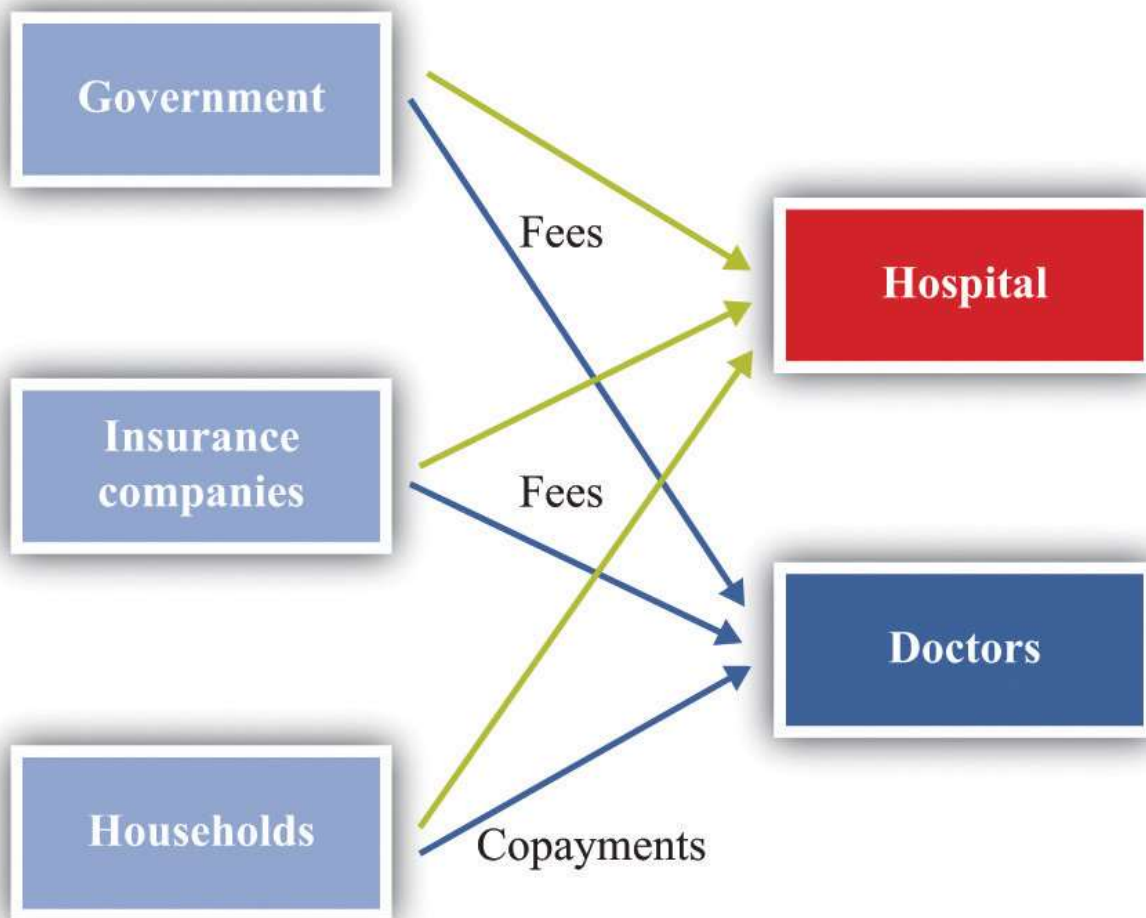 Government
Fees
Hospital
Insurance
companies
Fees
Doctors
Households
Copayments